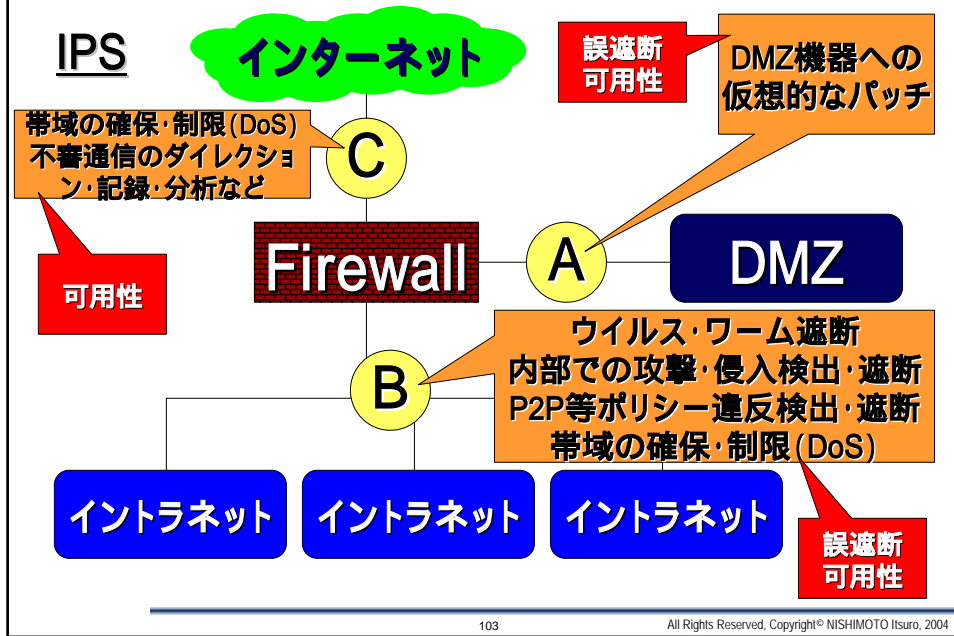 IPS
インターネット
誤遮断
可用性
DMZ機器への
仮想的なパッチ
帯域の確保･制限(DoS)
不審通信のダイレクショ
ン･記録･分析など
C
可用性
Firewall
A
DMZ
ウイルス･ワーム遮断
内部での攻撃･侵入検出･遮断
P2P等ポリシー違反検出･遮断
帯域の確保･制限(DoS)
B
イントラネット
イントラネット
イントラネット
誤遮断
可用性
103
All Rights Reserved, Copyright© NISHIMOTO Itsuro, 2004